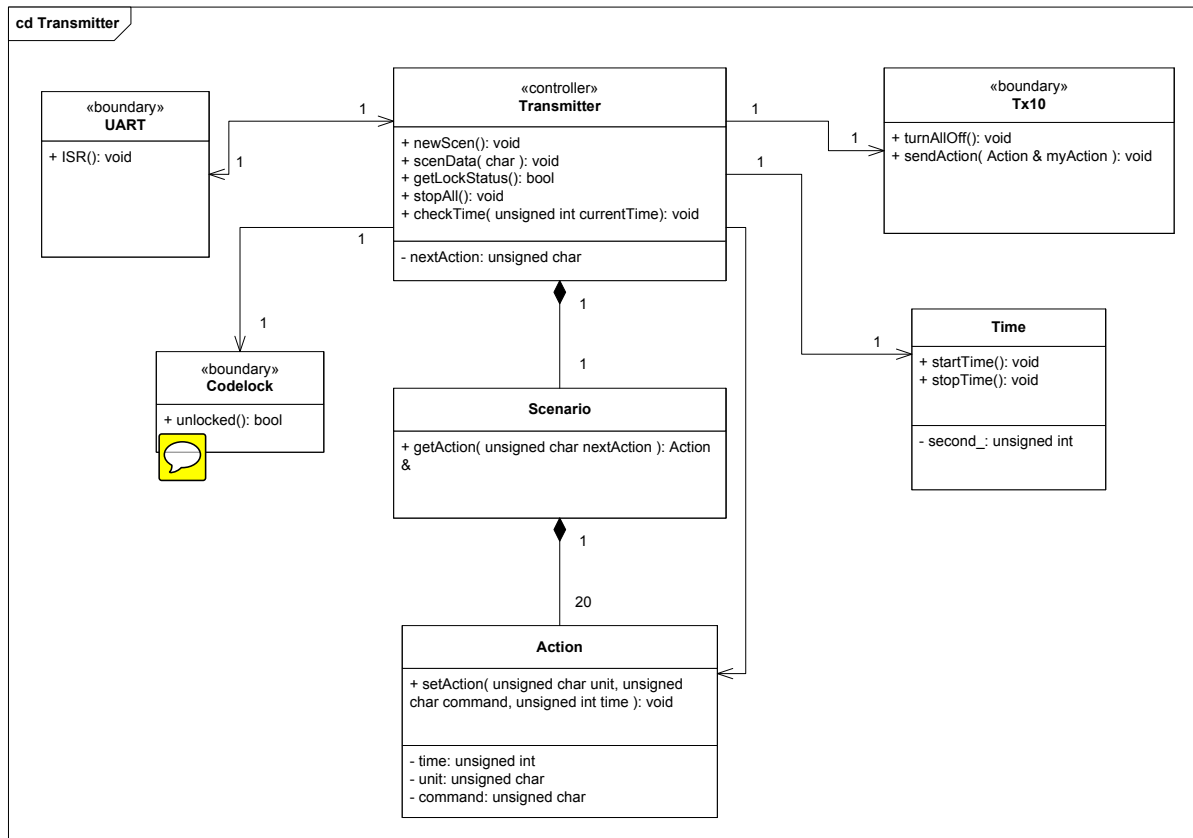 cd Transmitter
«boundary»
UART
+ ISR(): void
1
1
«controller»
Transmitter
+ newScen(): void
+ scenData( char ): void
+ getLockStatus(): bool
+ stopAll(): void
+ checkTime( unsigned int currentTime): void
- nextAction: unsigned char
1
1
«boundary»
Tx10
+ turnAllOff(): void
+ sendAction( Action & myAction ): void
1
1
1
1
«boundary»
Codelock
+ unlocked(): bool
Time
+ startTime(): void
+ stopTime(): void
- second_: unsigned int
1
1
Scenario
+ getAction( unsigned char nextAction ): Action
&
1
20
Action
+ setAction( unsigned char unit, unsigned
char command, unsigned int time ): void
- time: unsigned int
- unit: unsigned char
- command: unsigned char